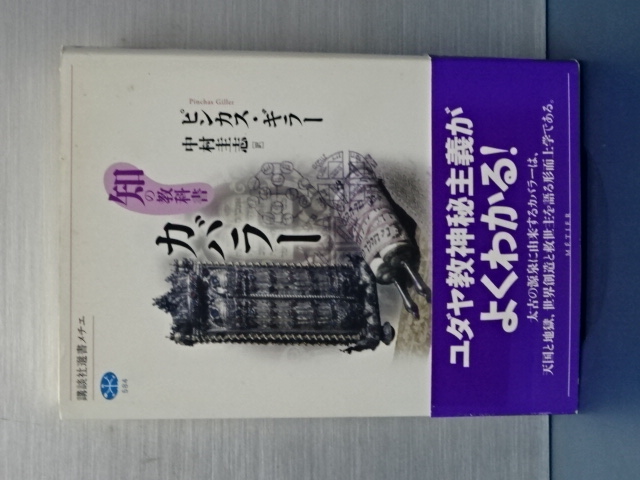 講談社選書メチエ
584
知
の
教科書
カバラー
Pinchas Giller
ピンカス・ギラー
中村圭志 訳
ユダヤ教神秘主義が
よくわかる!
太古の源泉に由来するカバラーは、
天国と地獄、世界創造と救世主を語る形而上学である。
METIER